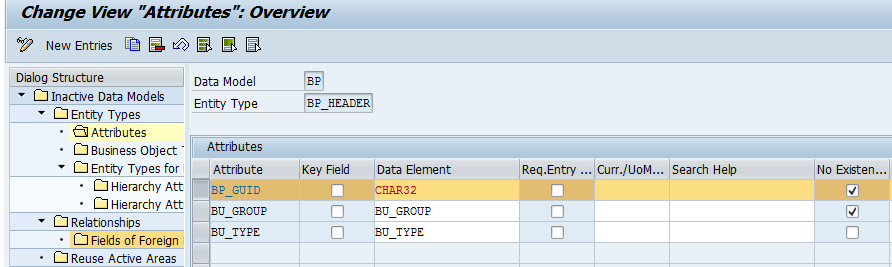 Change View "Attributes": Overview
New Entries
Dialog Structure
Inactive Data Models
Entity Types
Attributes
Business Object T
Entity Types for
Hierarchy Att
Hierarchy Att
Relationships
Fields of Foreign
Reuse Active Areas
Data Model BP
Entity Type BP_HEADER
Attributes
Attribute Key Field Data Element Req.Entry ... Curr./UoM... Search Help No Existen...
BP_GUID CHAR32
BU_GROUP BU_GROUP
BU_TYPE BU_TYPE